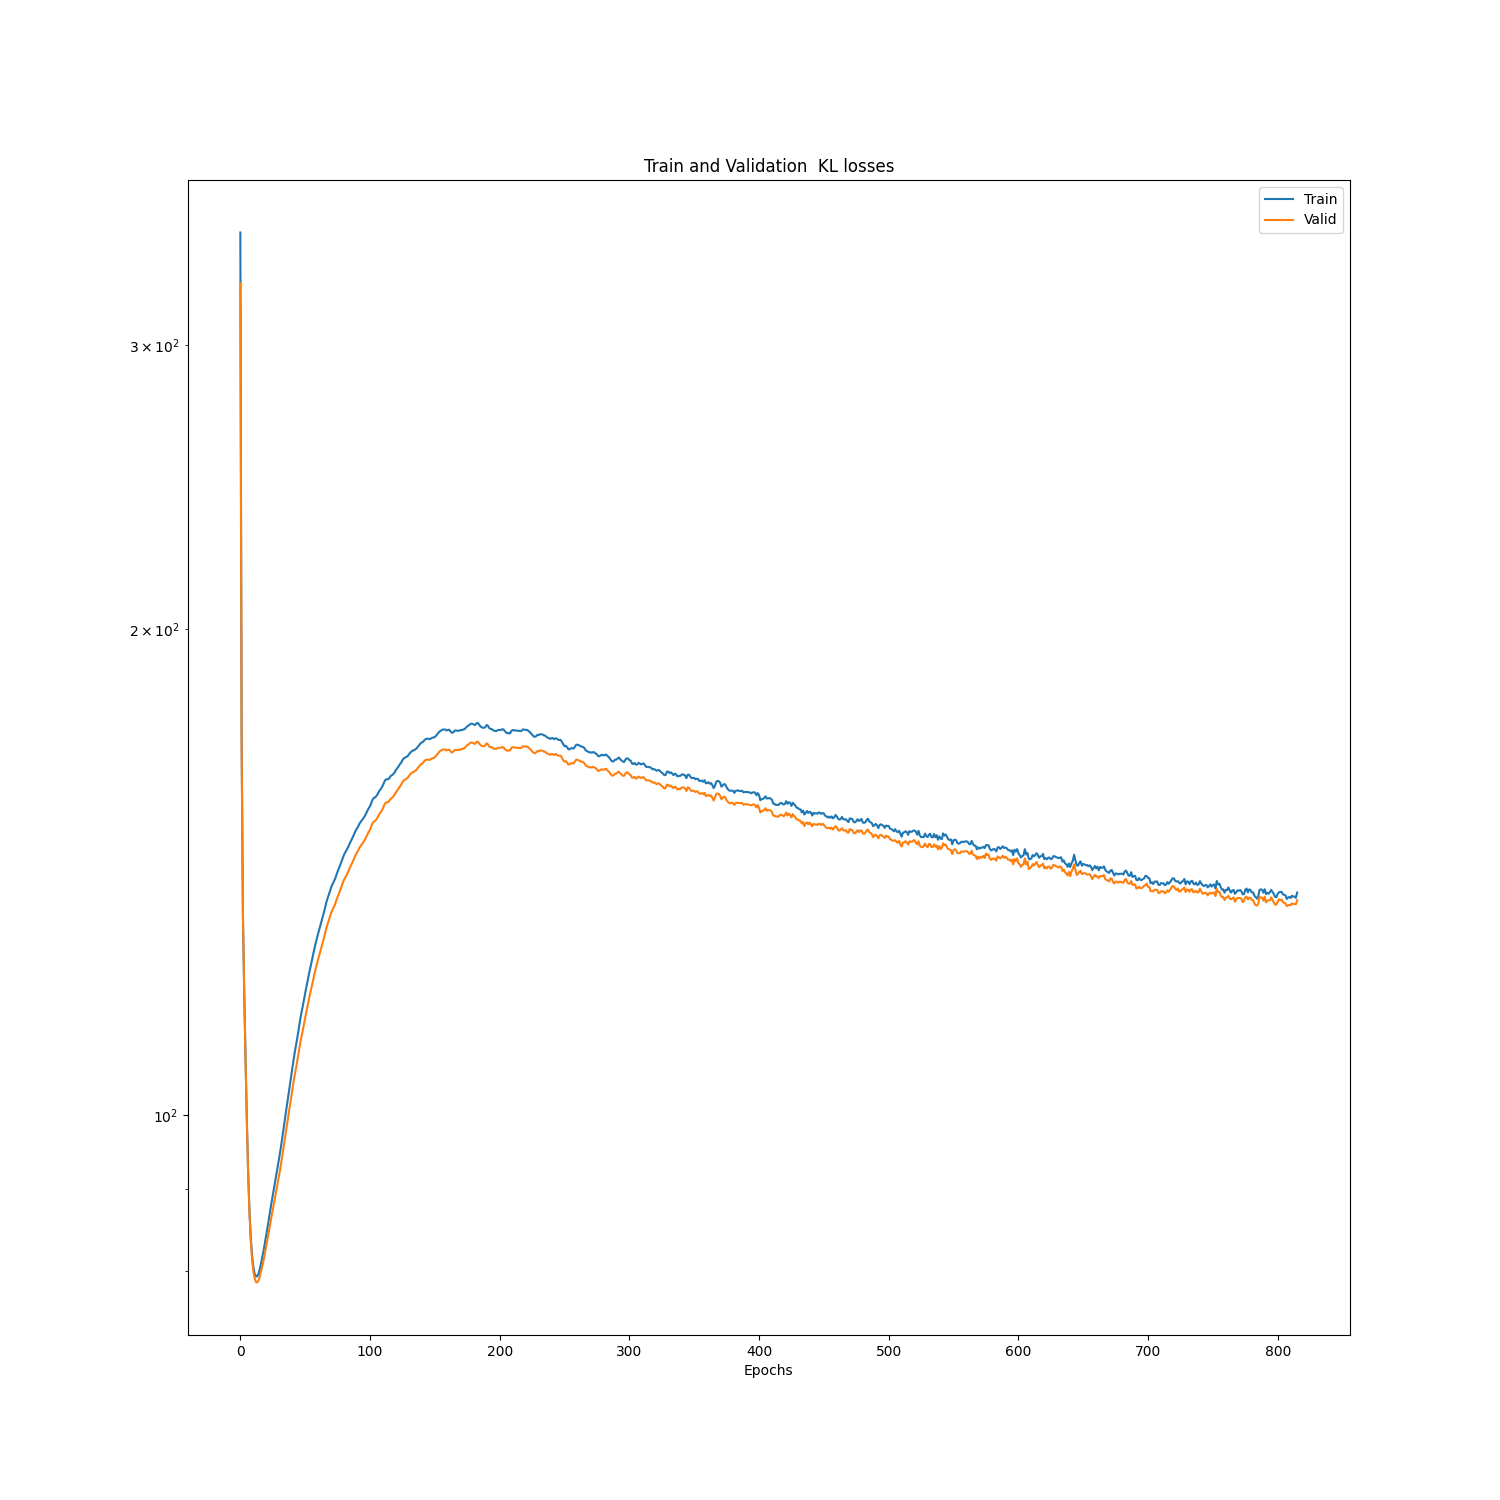 Train and Validation  KL losses
Train
Valid
3 × 10²
2 × 10²
10²
0 100 200 300 400 500 600 700 800
Epochs